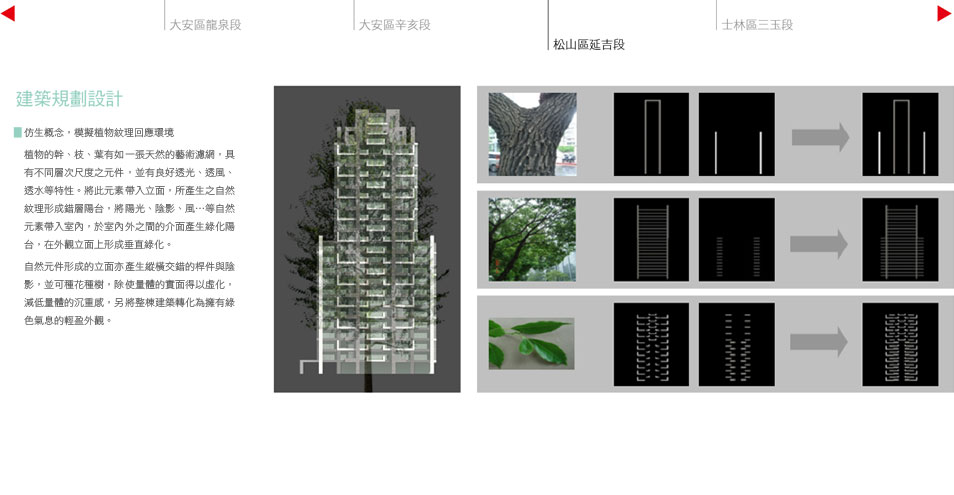 大安區龍泉段
大安區辛亥段
松山區延吉段
士林區三玉段
建築規劃設計
仿生概念，模擬植物紋理回應環境
植物的幹、枝、葉有如一張天然的藝術濾網，具
有不同層次尺度之元件，並有良好透光、透風、
透水等特性。將此元素帶入立面，所產生之自然
紋理形成錯層陽台，將陽光、陰影、風…等自然
元素帶入室內，於室內外之間的介面產生綠化陽
台，在外觀立面上形成垂直綠化。
自然元件形成的立面亦產生縱橫交錯的桿件與陰
影，並可種花種樹，除使量體的實面得以虛化，
減低量體的沉重感，另將整棟建築轉化為擁有綠
色氣息的輕盈外觀。